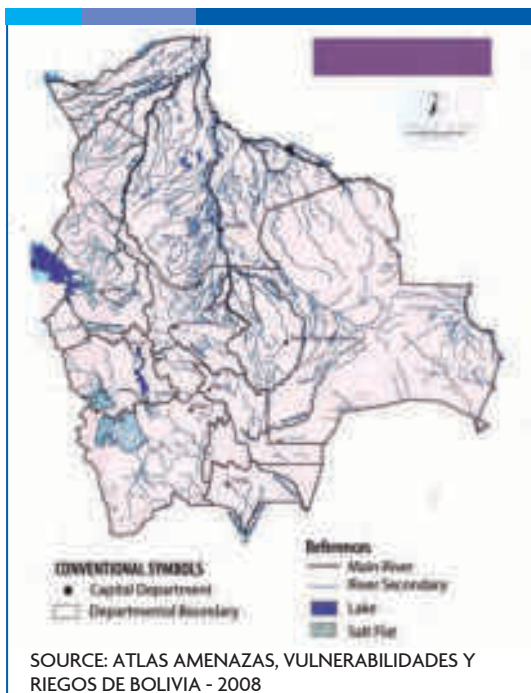 CONVENTIONAL SYMBOLS
Capital Department
Departmental Boundary
References
Main River
River Secondary
Lake
Salt Flat
SOURCE: ATLAS AMENAZAS, VULNERABILIDADES Y
RIEGOS DE BOLIVIA - 2008